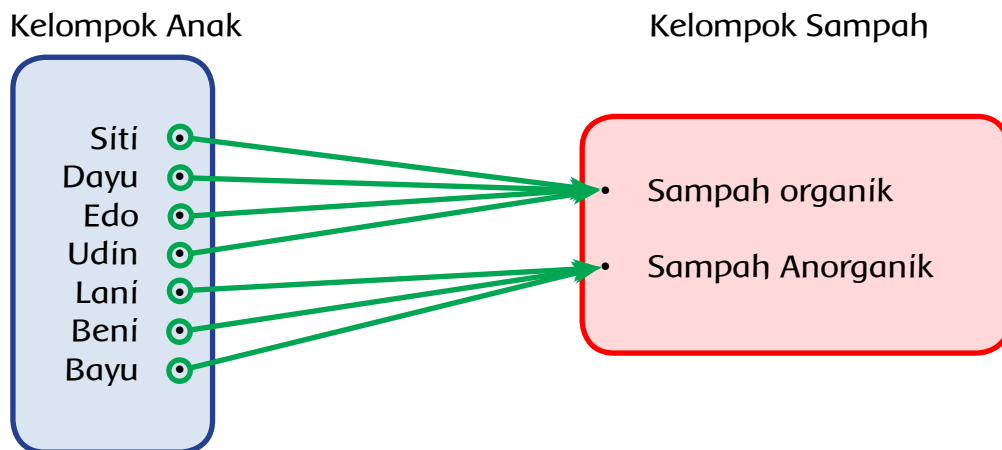 Kelompok Anak
Kelompok Sampah
Siti
Dayu
Edo
Udin
Lani
Beni
Bayu
Sampah organik
Sampah Anorganik